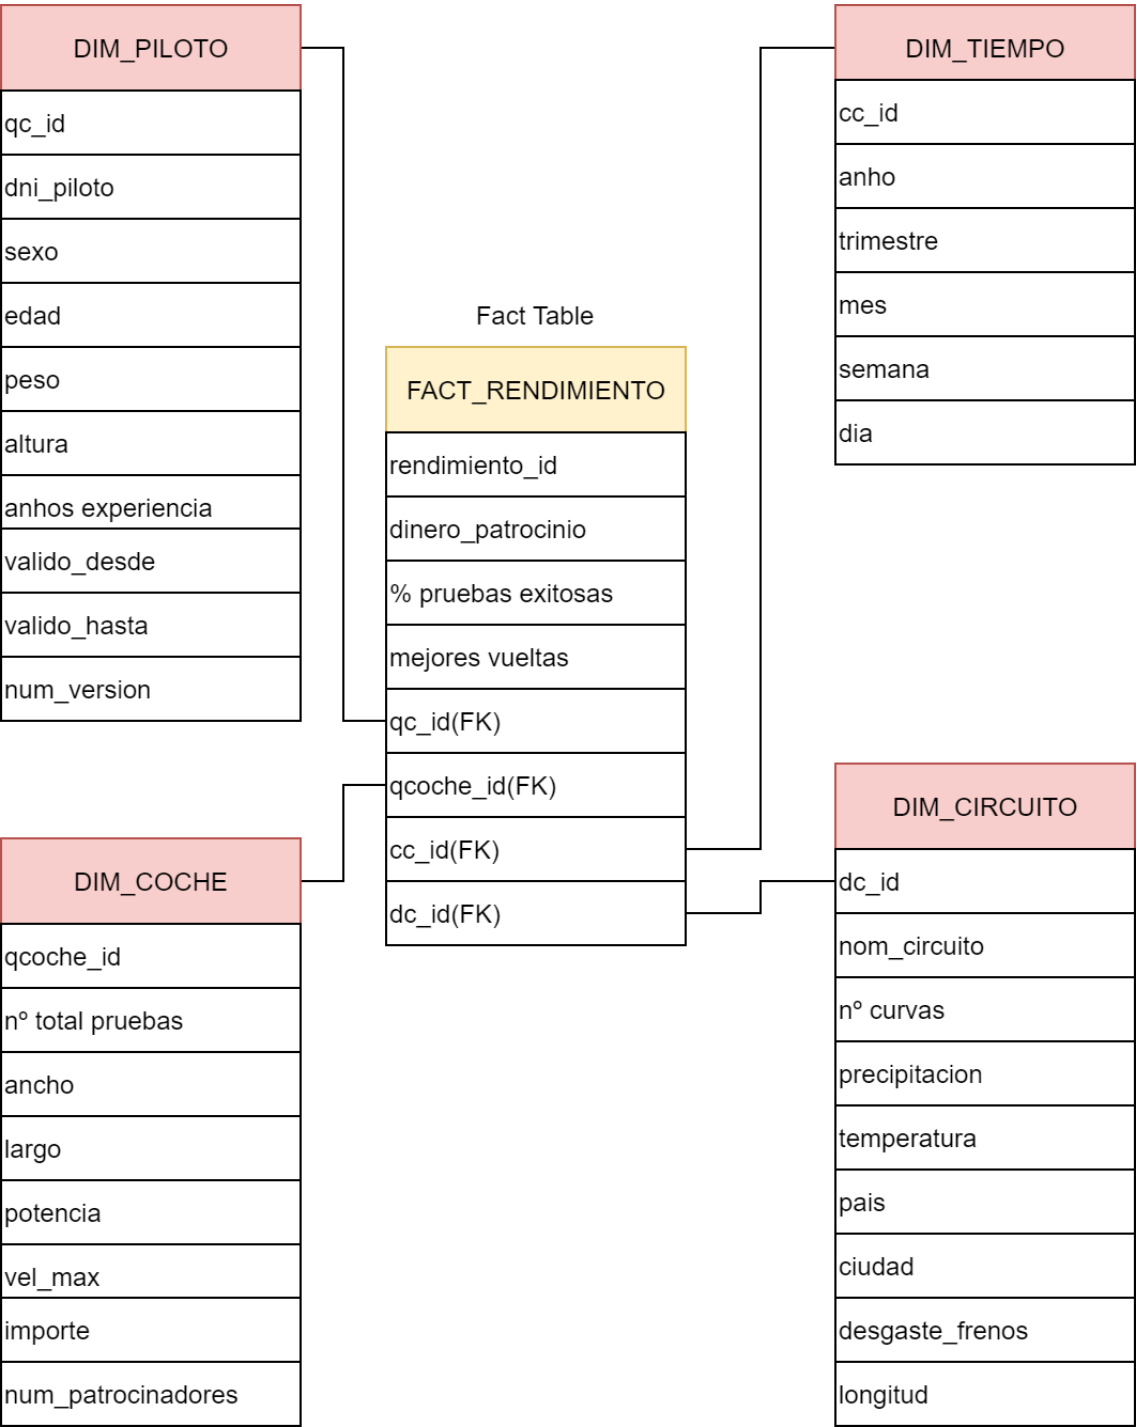 DIM_PILOTO
qc_id
dni_piloto
sexo
edad
peso
altura
anhos experiencia
valido_desde
valido_hasta
num_version
DIM_TIEMPO
cc_id
anho
trimestre
mes
semana
dia
Fact Table
FACT_RENDIMIENTO
rendimiento_id
dinero_patrocinio
% pruebas exitosas
mejores vueltas
qc_id(FK)
qcoche_id(FK)
cc_id(FK)
dc_id(FK)
DIM_COCHE
qcoche_id
nº total pruebas
ancho
largo
potencia
vel_max
importe
num_patrocinadores
DIM_CIRCUITO
dc_id
nom_circuito
nº curvas
precipitacion
temperatura
pais
ciudad
desgaste_frenos
longitud